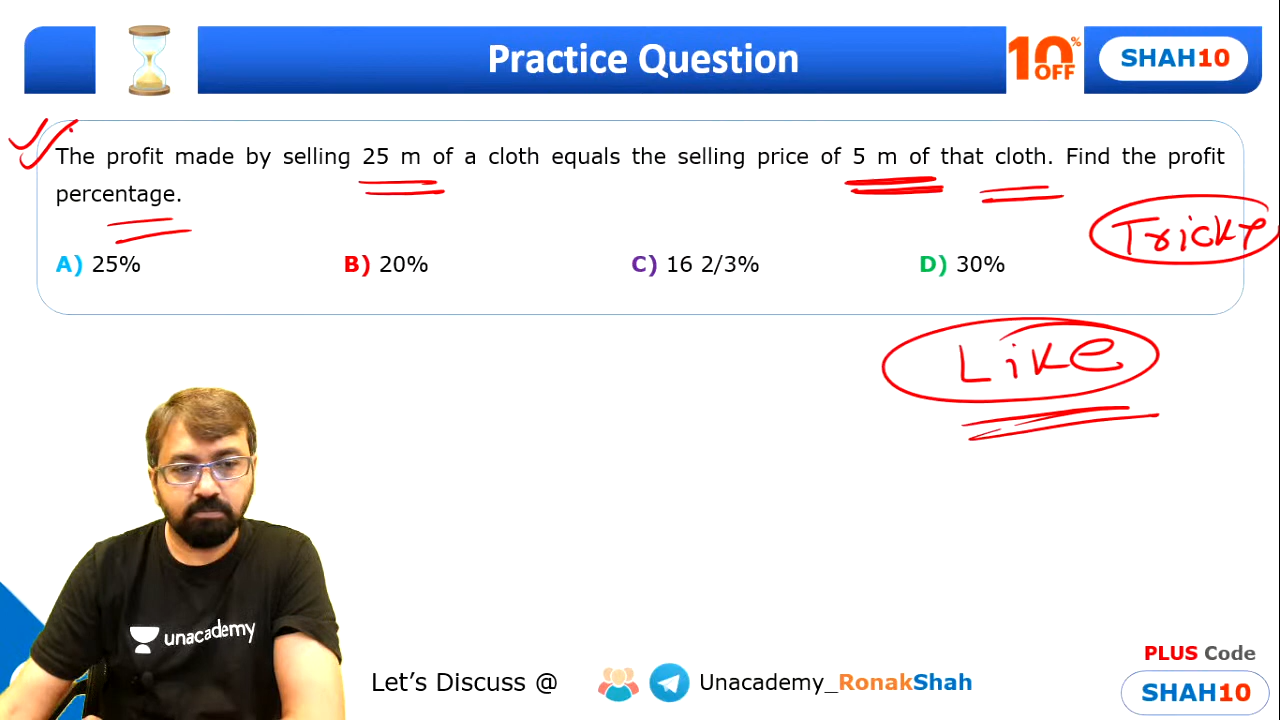 Practice Question
10% OFF
SHAH10
The profit made by selling 25 m of a cloth equals the selling price of 5 m of that cloth. Find the profit
percentage.
Tricky
A) 25%
B) 20%
C) 16 2/3%
D) 30%
Like
unacademy
PLUS Code
Let's Discuss @
Unacademy_RonakShah
SHAH10